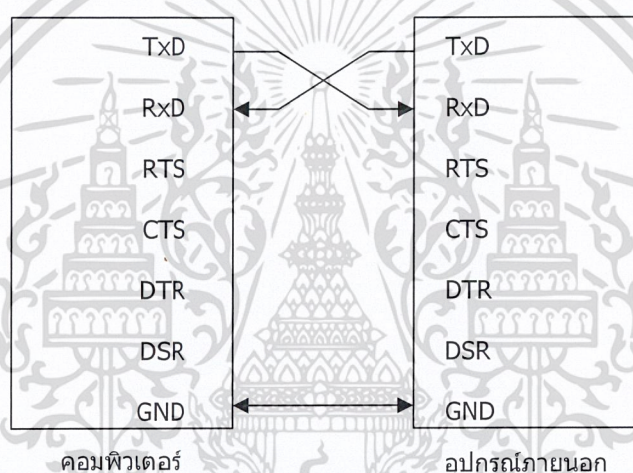 TxD TxD
RxD RxD
RTS RTS
CTS CTS
DTR DTR
DSR DSR
GND GND
คอมพิวเตอร์ อุปกรณ์ภายนอก